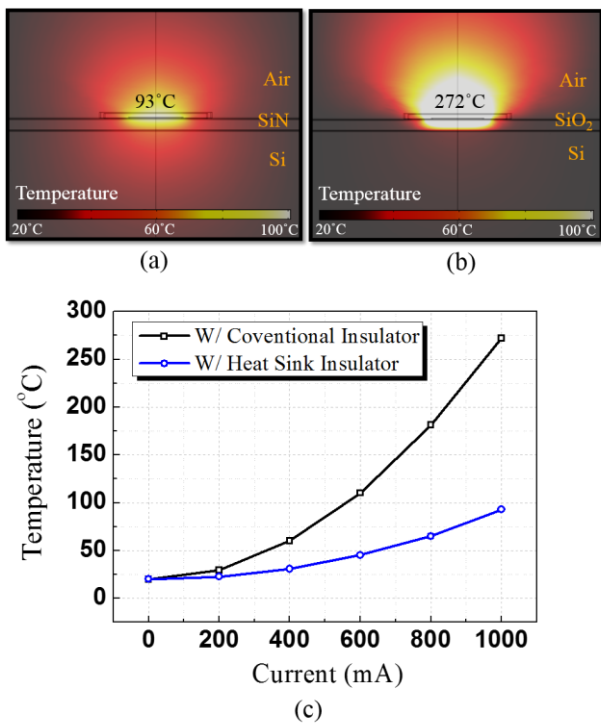 (a)
Air
93°C
SiN
Si
Temperature
20°C 60°C 100°C
(b)
Air
272°C
SiO2
Si
Temperature
20°C 60°C 100°C
300
250
200
150
100
50
0
Temperature (°C)
W/ Coventional Insulator
W/ Heat Sink Insulator
0 200 400 600 800 1000
Current (mA)
(c)